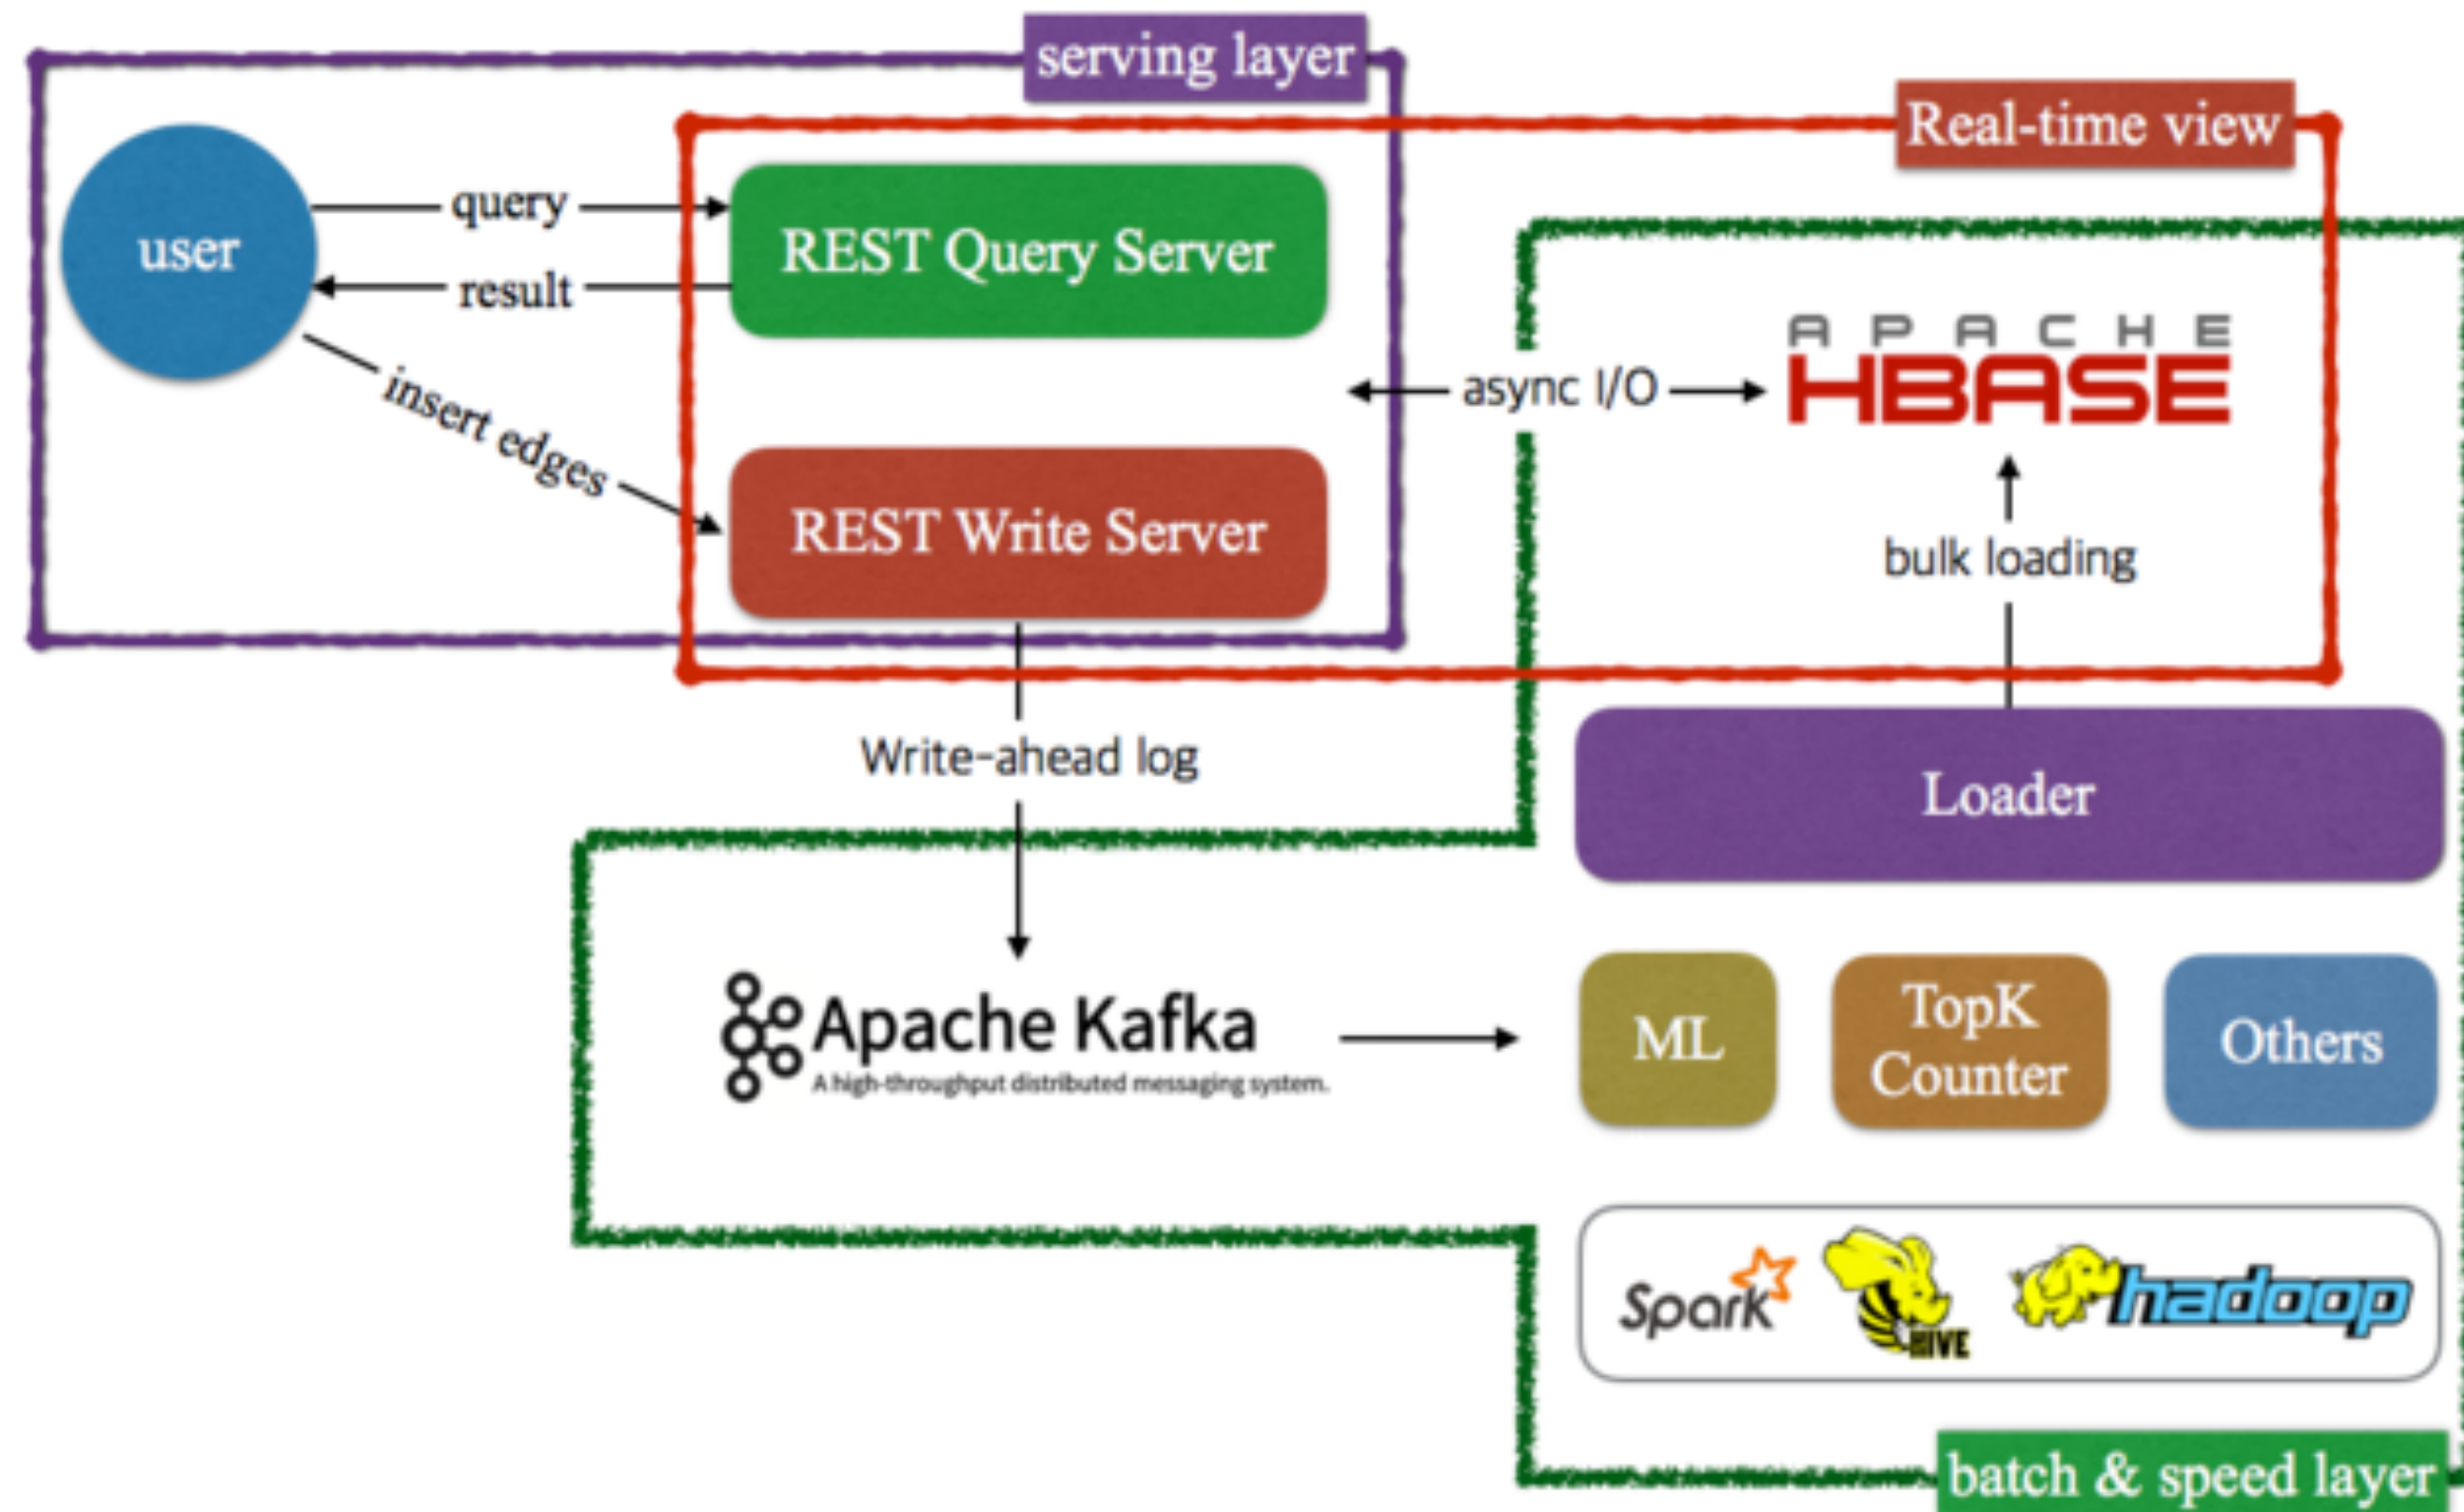 serving layer
Real-time view
user
query
result
insert edges
REST Query Server
REST Write Server
async I/O
APACHE
HBASE
bulk loading
Write-ahead log
Loader
Apache Kafka
A high-throughput distributed messaging system.
ML
TopK
Counter
Others
Spark
HIVE
hadoop
batch & speed layer